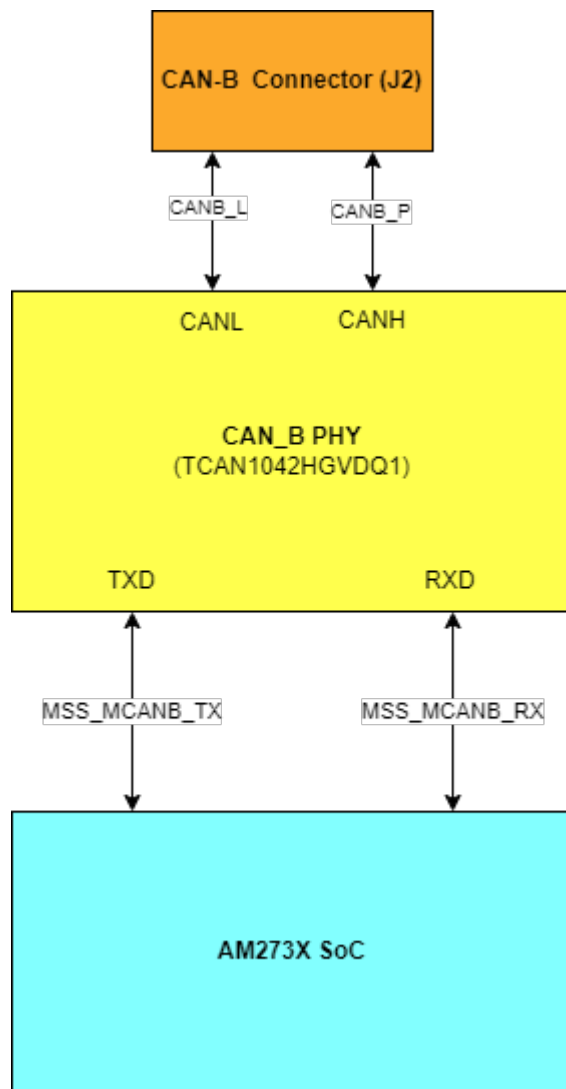 CAN-B  Connector (J2)
CANB_L
CANB_P
CANL
CANH
CAN_B PHY
(TCAN1042HGVDQ1)
TXD
RXD
MSS_MCANB_TX
MSS_MCANB_RX
AM273X SoC